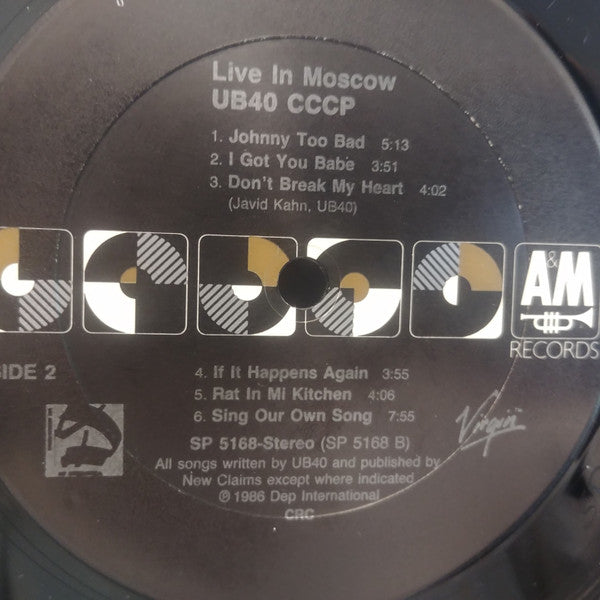 Live In Moscow
UB40 CCCP
1. Johnny Too Bad 5:13
2. I Got You Babe 3:51
3. Don't Break My Heart 4:02
(Javid Kahn, UB40)
A&M
RECORDS
SIDE 2
4. If It Happens Again 3:55
5. Rat In Mi Kitchen 4:06
6. Sing Our Own Song 7:55
SP 5168-Stereo (SP 5168 B)
Virgin
All songs written by UB40 and published by
New Claims except where indicated
℗ 1986 Dep International
CRC